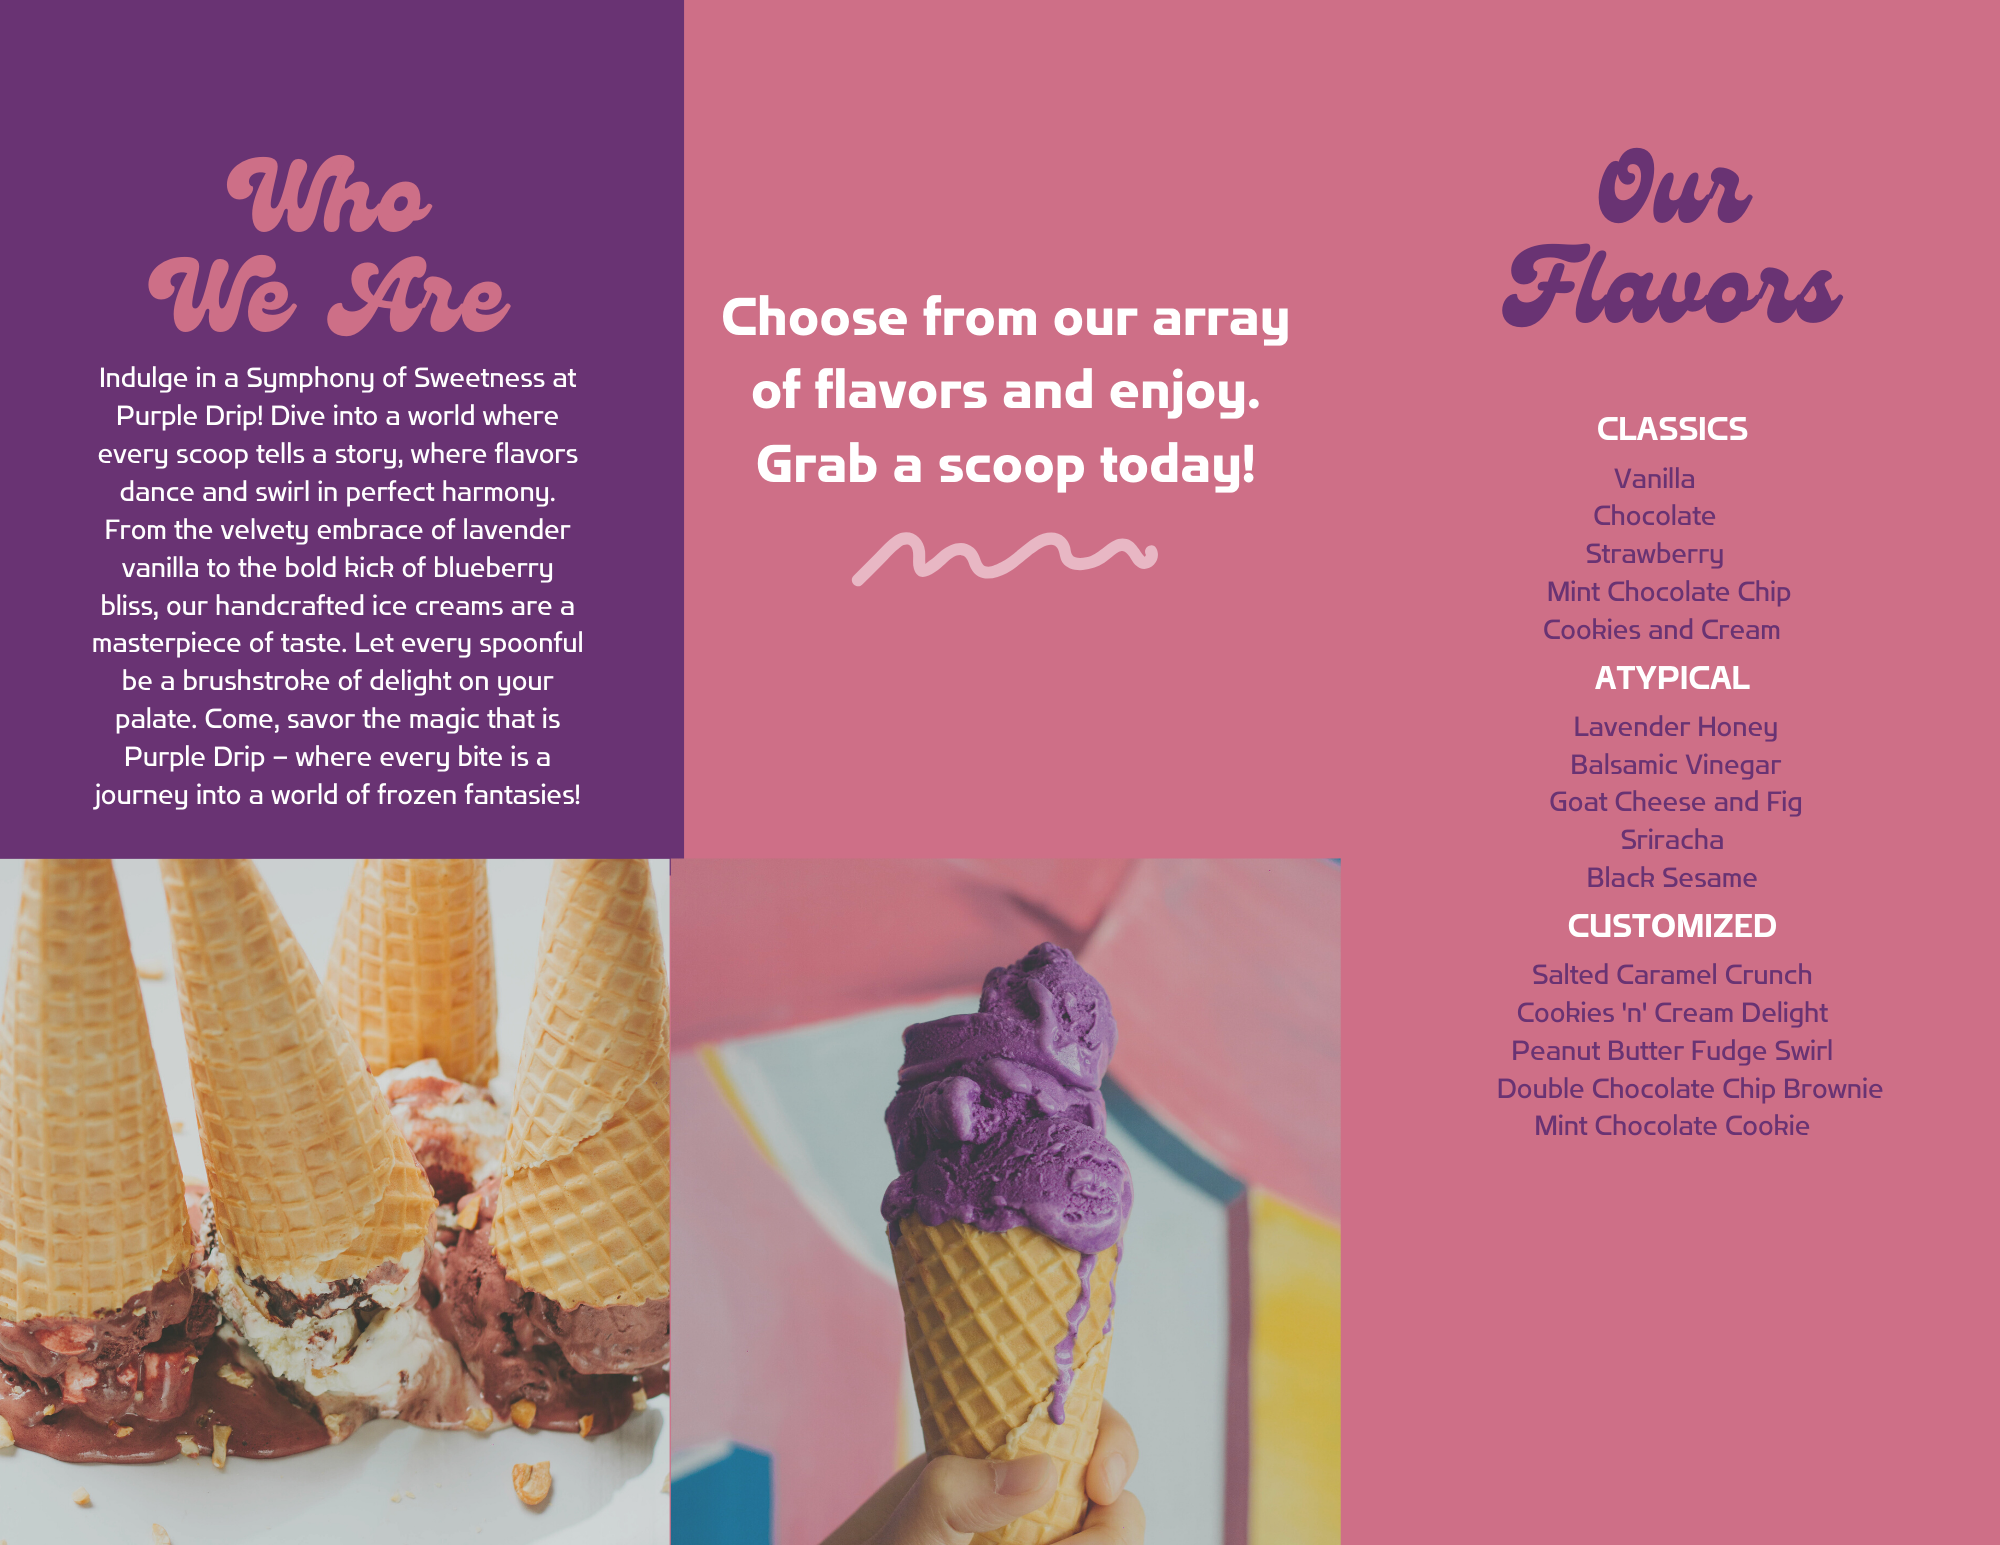 Who
We Are
Indulge in a Symphony of Sweetness at
Purple Drip! Dive into a world where
every scoop tells a story, where flavors
dance and swirl in perfect harmony.
From the velvety embrace of lavender
vanilla to the bold kick of blueberry
bliss, our handcrafted ice creams are a
masterpiece of taste. Let every spoonful
be a brushstroke of delight on your
palate. Come, savor the magic that is
Purple Drip – where every bite is a
journey into a world of frozen fantasies!
Choose from our array
of flavors and enjoy.
Grab a scoop today!
Our
Flavors
CLASSICS
Vanilla
Chocolate
Strawberry
Mint Chocolate Chip
Cookies and Cream
ATYPICAL
Lavender Honey
Balsamic Vinegar
Goat Cheese and Fig
Sriracha
Black Sesame
CUSTOMIZED
Salted Caramel Crunch
Cookies 'n' Cream Delight
Peanut Butter Fudge Swirl
Double Chocolate Chip Brownie
Mint Chocolate Cookie